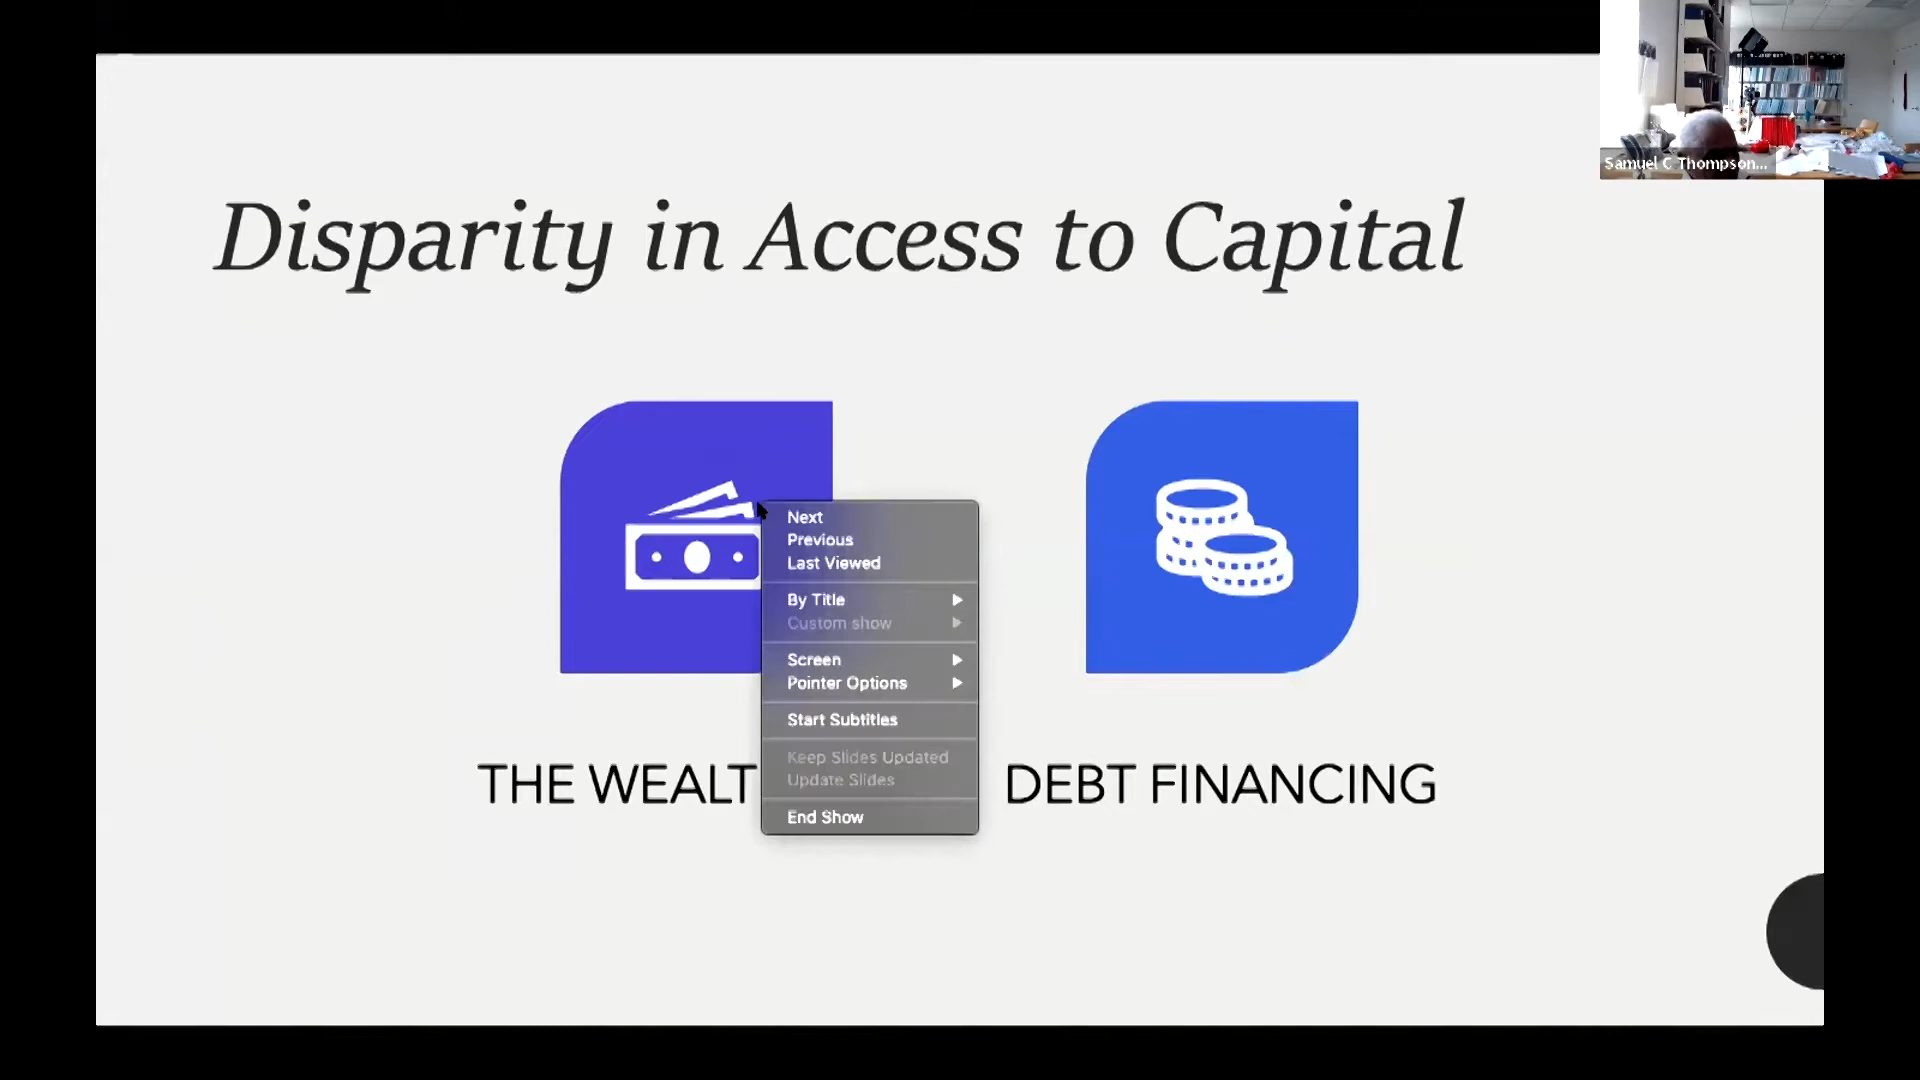 Samuel C Thompson...
Disparity in Access to Capital
Next
Previous
Last Viewed
By Title
Custom show
Screen
Pointer Options
Start Subtitles
Keep Slides Updated
Update Slides
End Show
THE WEALT
DEBT FINANCING